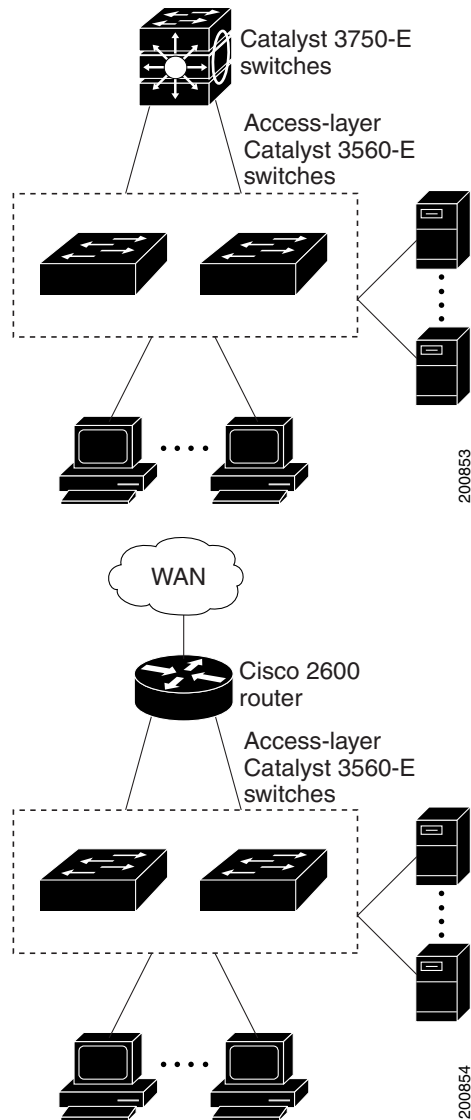 Catalyst 3750-E
switches
Access-layer
Catalyst 3560-E
switches
200853
WAN
Cisco 2600
router
Access-layer
Catalyst 3560-E
switches
200854